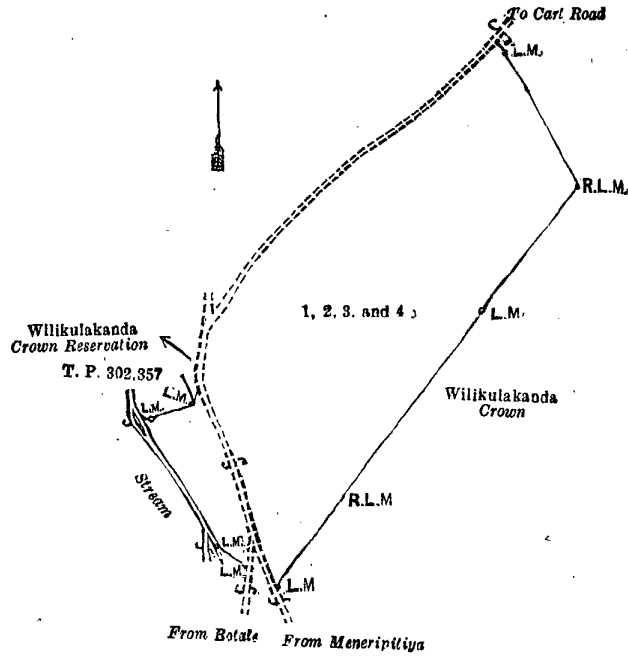 To Cart Road
L.M.
R.L.M.
1, 2, 3. and 4
L.M.
Wilikulakanda
Crown Reservation
T. P. 302,357
L.M.
L.M.
Wilikulakanda
Crown
Stream
R.L.M
L.M.
L.M.
L.M
From Botale
From Meneripitiya